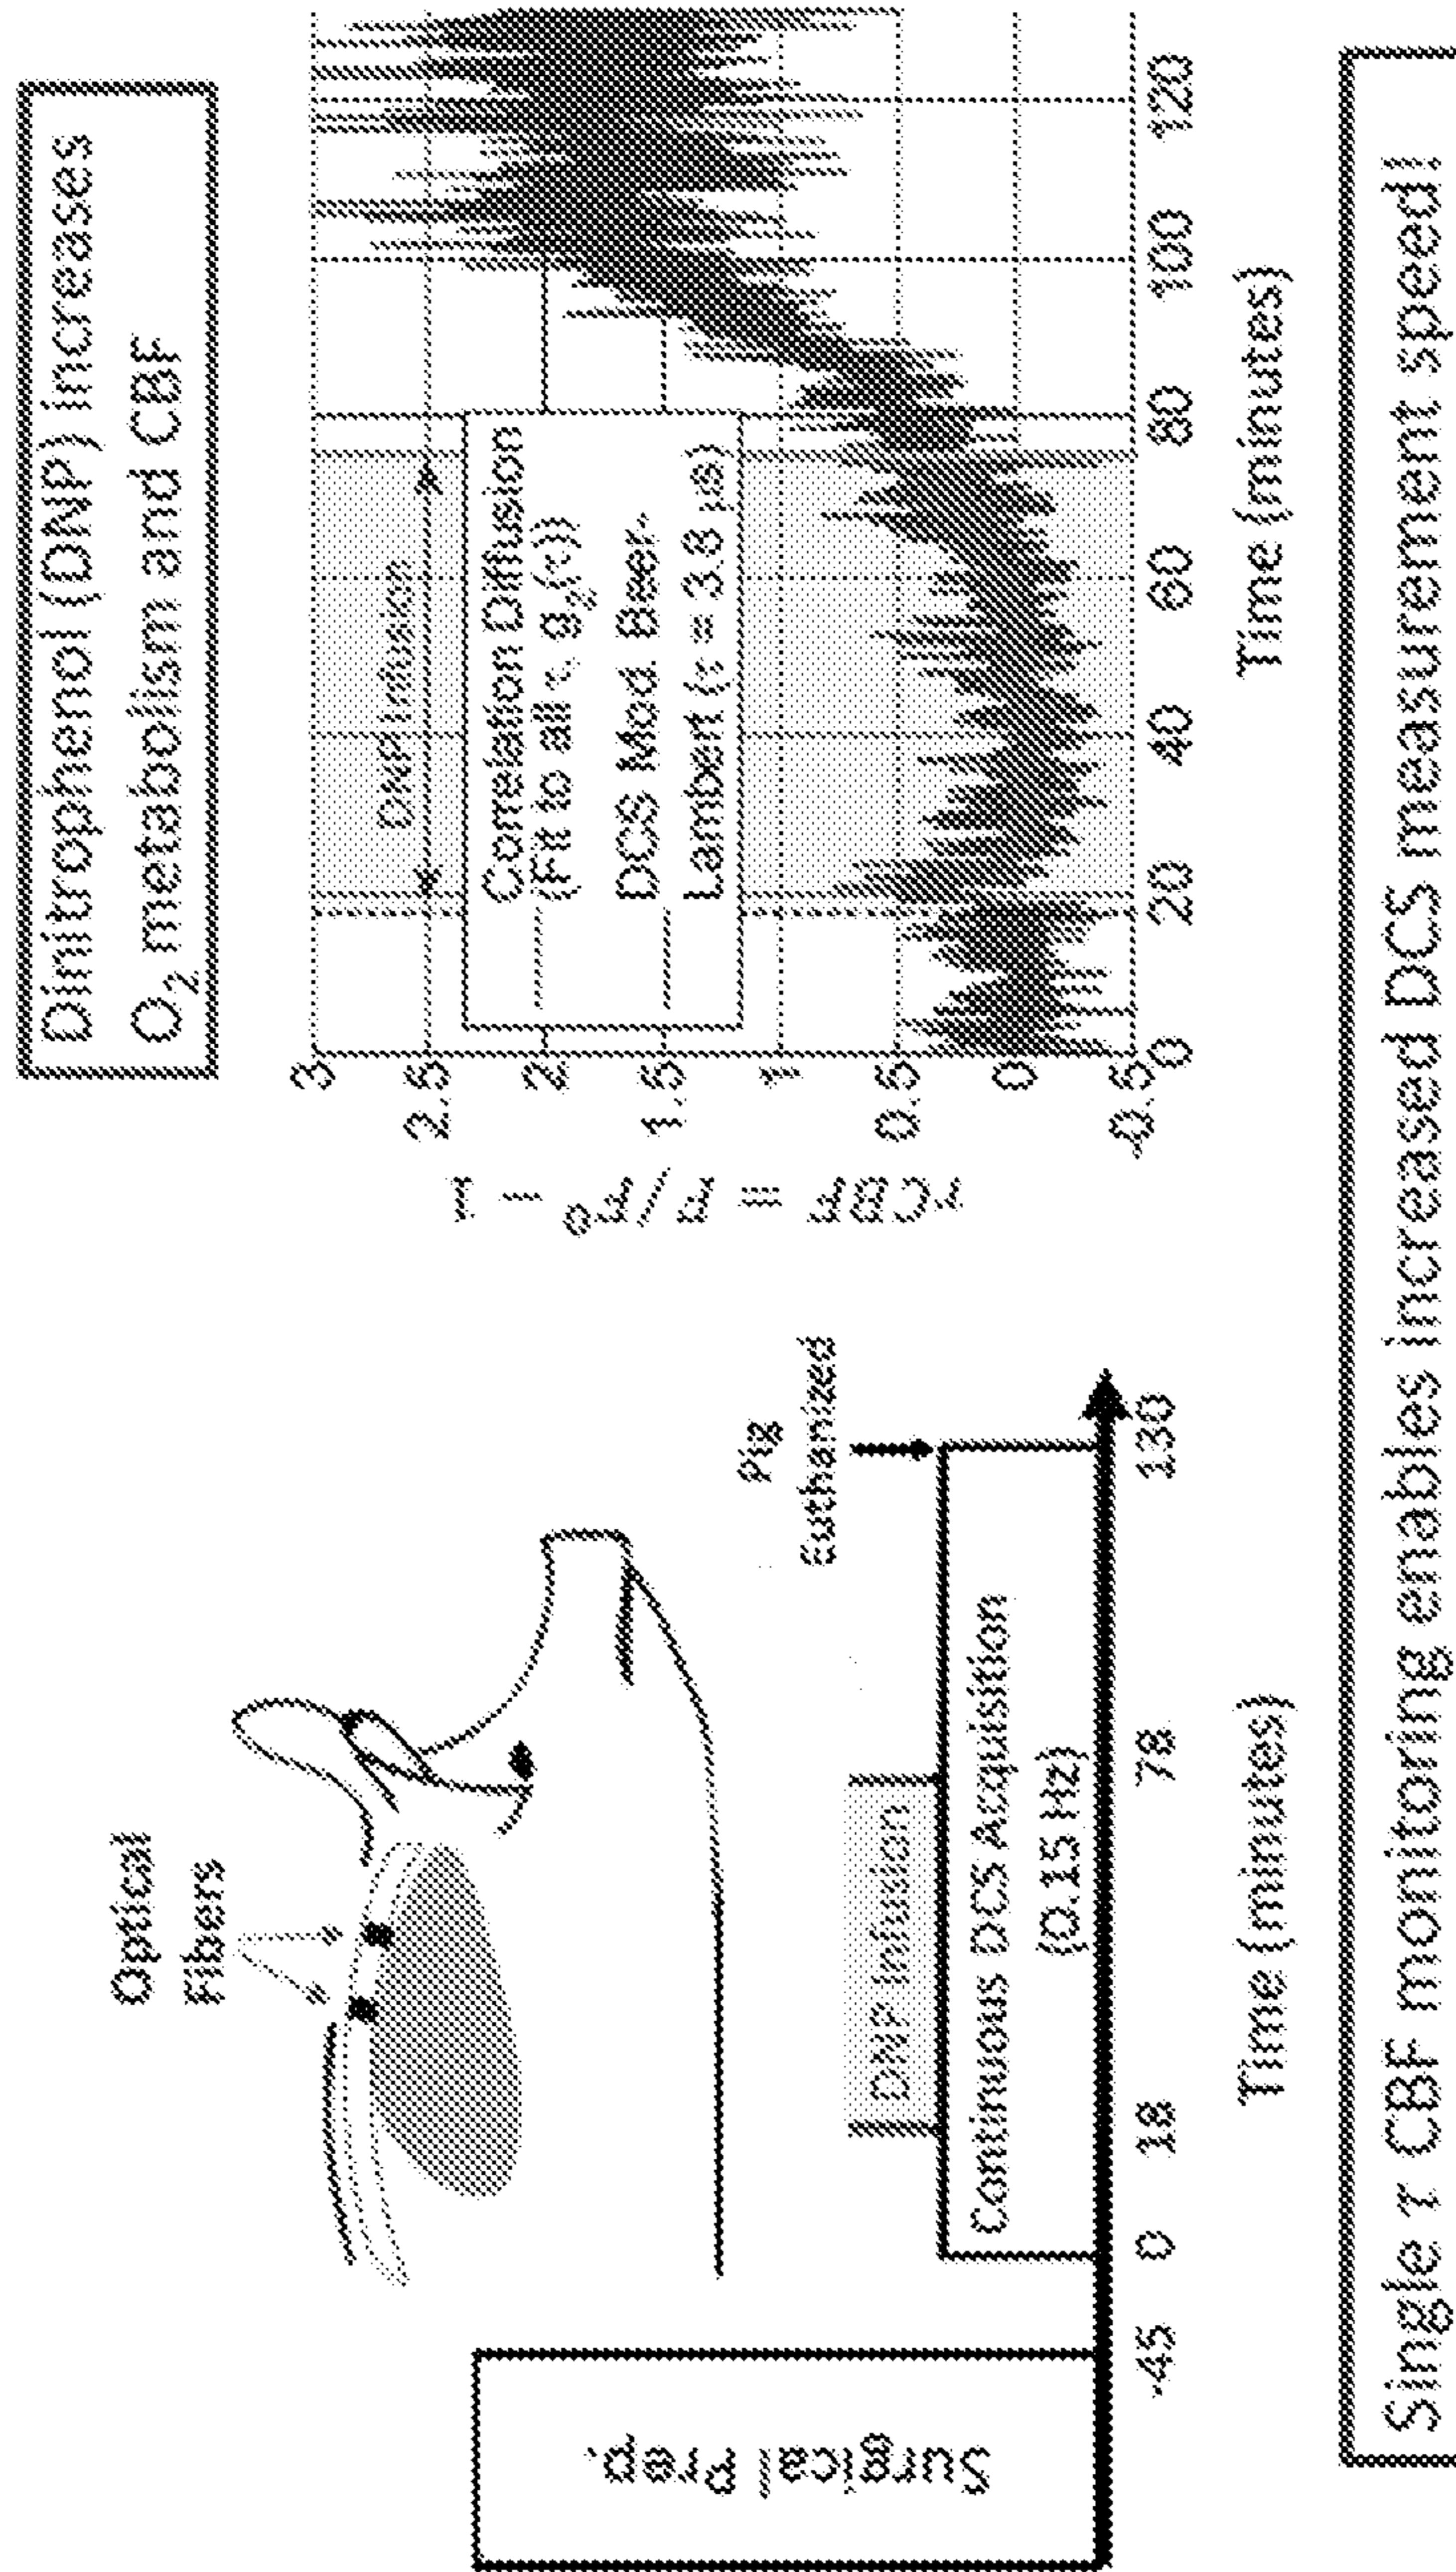 Optical
Fibers
Surgical Prep.
DNP Infusion
Continuous DCS Acquisition
(0.15 Hz)
Pig
Euthanized
-45 0 18 78 130
Time (minutes)
Dinitrophenol (DNP) increases
O₂ metabolism and CBF
rCBF ≡ F/F⁰ − 1
3
2.5
2
1.5
1
0.5
0
-0.5
DNP Infusion
Correlation Diffusion
(Fit to all τ, g₂(τ))
DCS Mod. Beer-
Lambert (τ = 3.8 µs)
0 20 40 60 80 100 120
Time (minutes)
Single τ CBF monitoring enables increased DCS measurement speed!